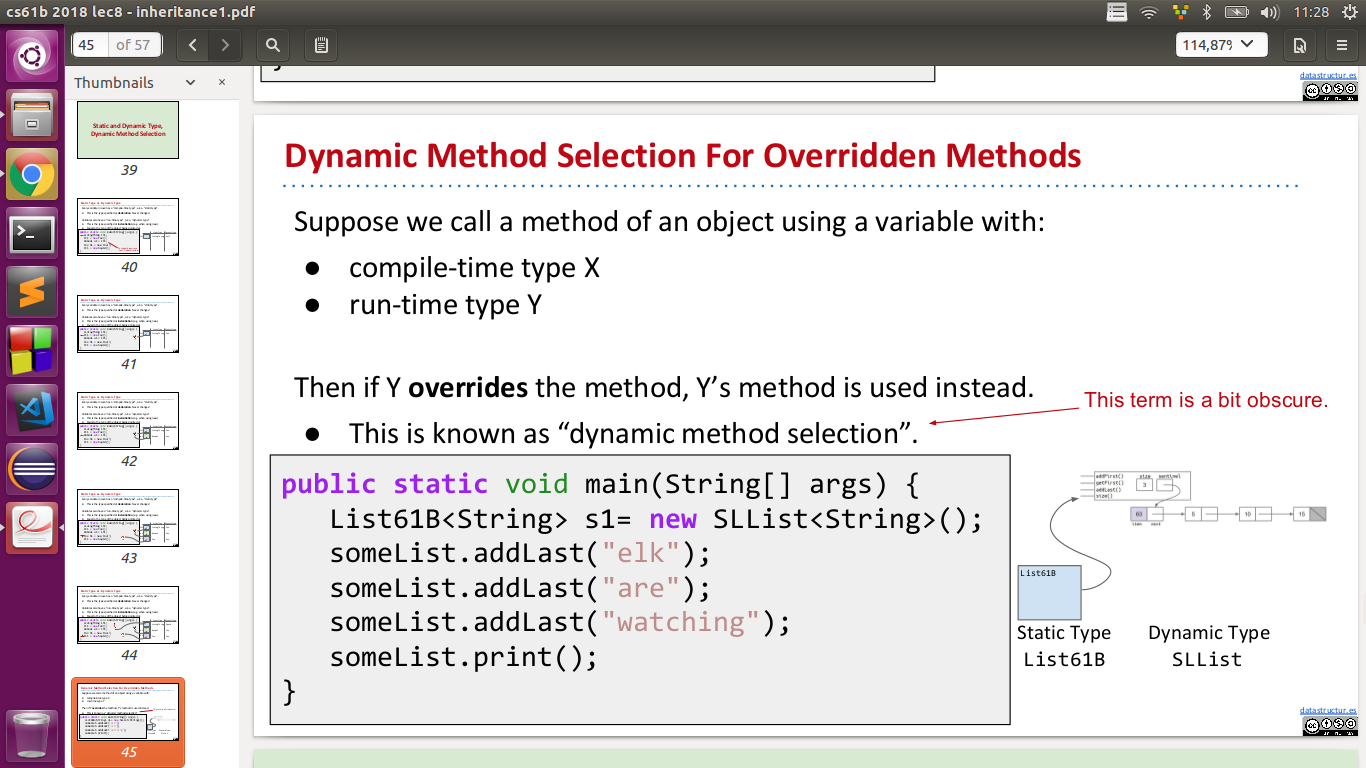 cs61b 2018 lec8 - inheritance1.pdf
11:28
45 of 57
114,87%
Thumbnails
×
Static and Dynamic Type,
Dynamic Method Selection
39
40
41
42
43
44
45
}
datastructur.es
Dynamic Method Selection For Overridden Methods
Suppose we call a method of an object using a variable with:
● compile-time type X
● run-time type Y
Then if Y overrides the method, Y’s method is used instead.
This term is a bit obscure.
● This is known as “dynamic method selection”.
public static void main(String[] args) {
List61B<String> s1= new SLList<String>();
someList.addLast("elk");
someList.addLast("are");
someList.addLast("watching");
someList.print();
}
addFirst()
getFirst()
addLast()
size()
size sentinel
3
63 5 10 15
item next
List61B
Static Type Dynamic Type
List61B SLList
datastructur.es